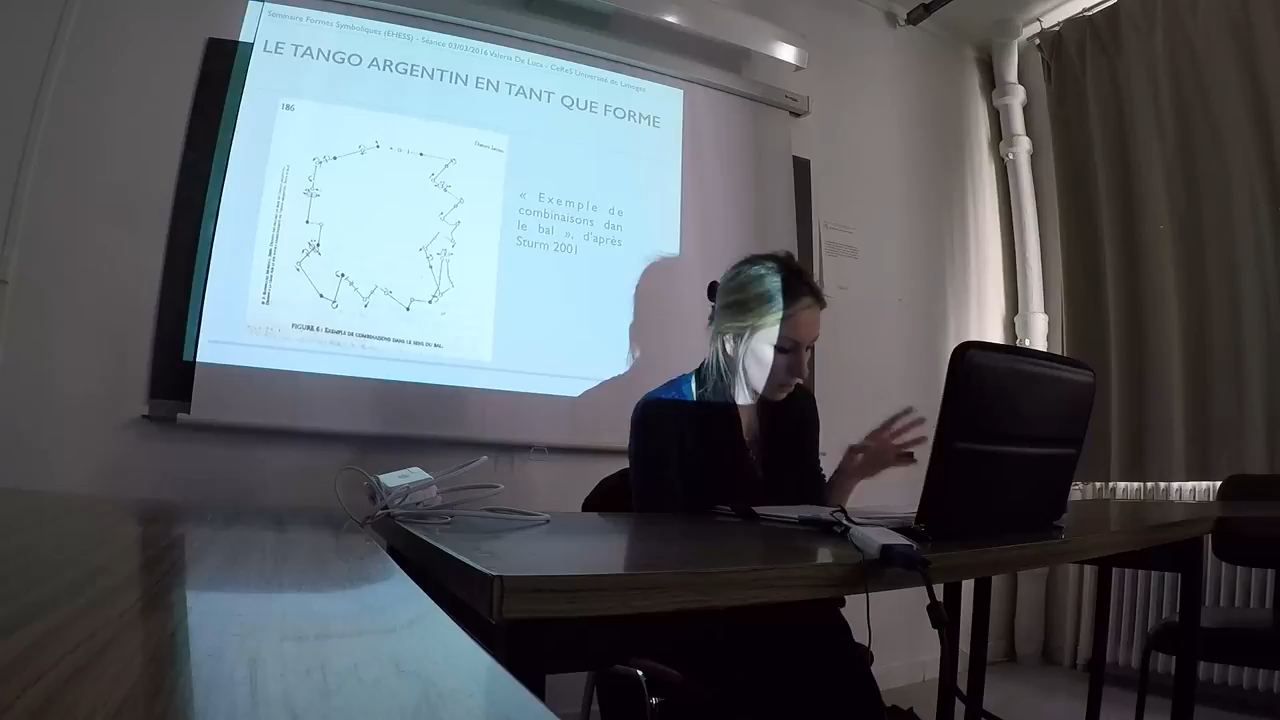 Séminaire Formes Symboliques (EHESS) - Séance 03/03/2016 Valeria De Luca - CeReS Université de Limoges
LE TANGO ARGENTIN EN TANT QUE FORME
186
« Exemple de
combinaisons dan
le bal », d'après
Sturm 2001
FIGURE 6 : EXEMPLE DE COMBINAISONS DANS LE SENS DU BAL.